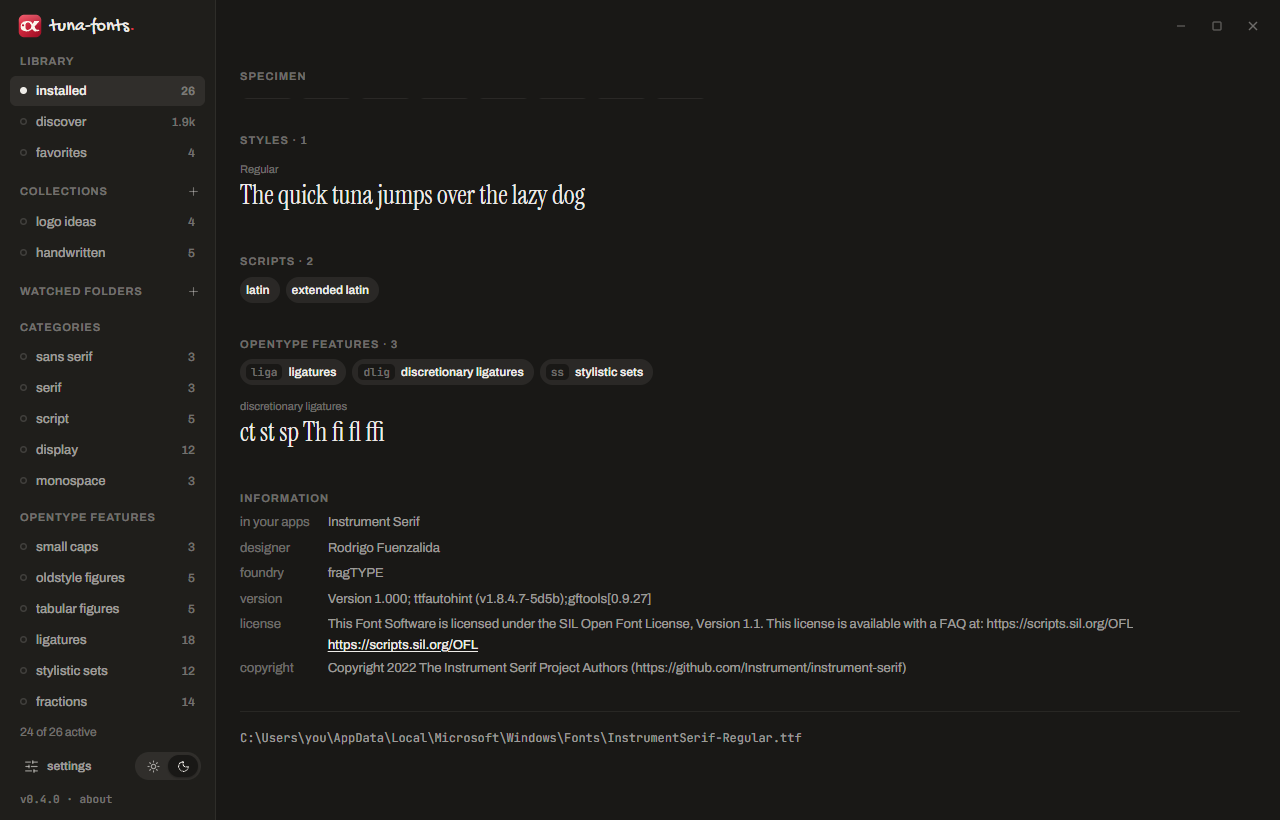 tuna-fonts.
LIBRARY
installed 26
discover 1.9k
favorites 4
COLLECTIONS +
logo ideas 4
handwritten 5
WATCHED FOLDERS +
CATEGORIES
sans serif 3
serif 3
script 5
display 12
monospace 3
OPENTYPE FEATURES
small caps 3
oldstyle figures 5
tabular figures 5
ligatures 18
stylistic sets 12
fractions 14
24 of 26 active
settings
v0.4.0 · about
SPECIMEN
STYLES · 1
Regular
The quick tuna jumps over the lazy dog
SCRIPTS · 2
latin extended latin
OPENTYPE FEATURES · 3
liga ligatures dlig discretionary ligatures ss stylistic sets
discretionary ligatures
ct st sp Th fi fl ffi
INFORMATION
in your apps Instrument Serif
designer Rodrigo Fuenzalida
foundry fragTYPE
version Version 1.000; ttfautohint (v1.8.4.7-5d5b);gftools[0.9.27]
license This Font Software is licensed under the SIL Open Font License, Version 1.1. This license is available with a FAQ at: https://scripts.sil.org/OFL
https://scripts.sil.org/OFL
copyright Copyright 2022 The Instrument Serif Project Authors (https://github.com/Instrument/instrument-serif)
C:\Users\you\AppData\Local\Microsoft\Windows\Fonts\InstrumentSerif-Regular.ttf